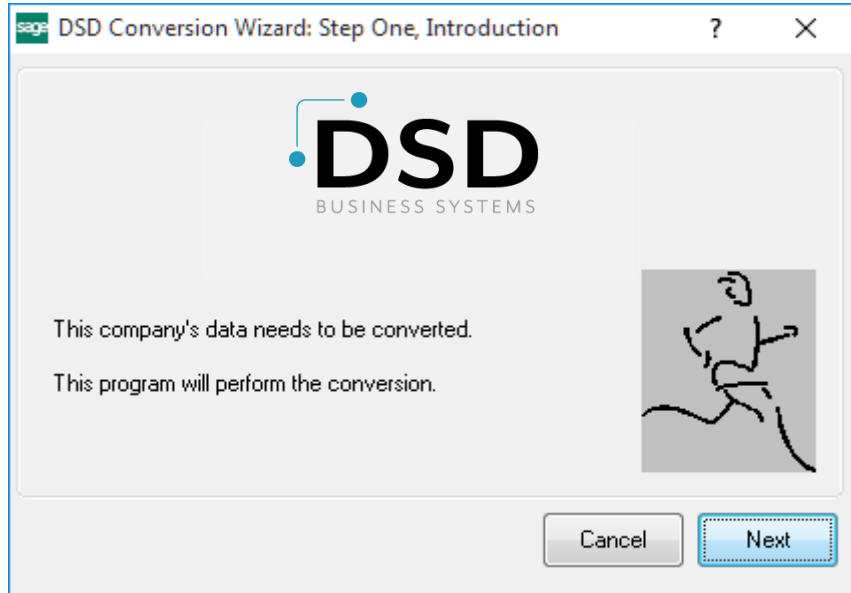 sage DSD Conversion Wizard: Step One, Introduction ?
DSD
BUSINESS SYSTEMS
This company's data needs to be converted.
This program will perform the conversion.
Cancel Next